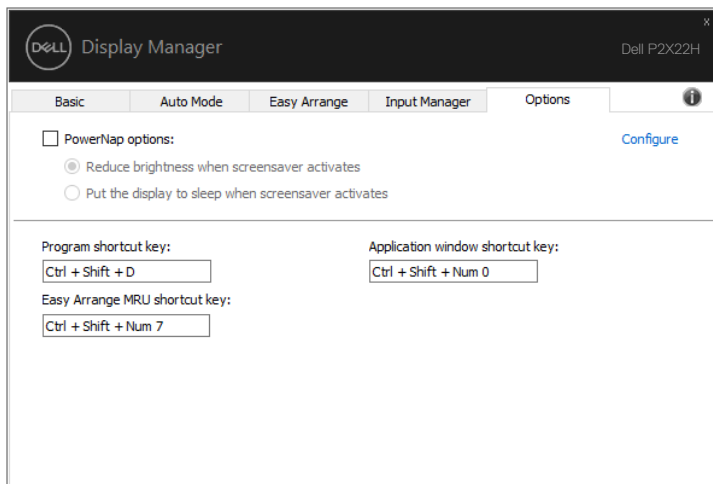 x
DELL Display Manager
Dell P2X22H
Basic Auto Mode Easy Arrange Input Manager Options i
PowerNap options: Configure
Reduce brightness when screensaver activates
Put the display to sleep when screensaver activates
Program shortcut key: Application window shortcut key:
Ctrl + Shift + D Ctrl + Shift + Num 0
Easy Arrange MRU shortcut key:
Ctrl + Shift + Num 7